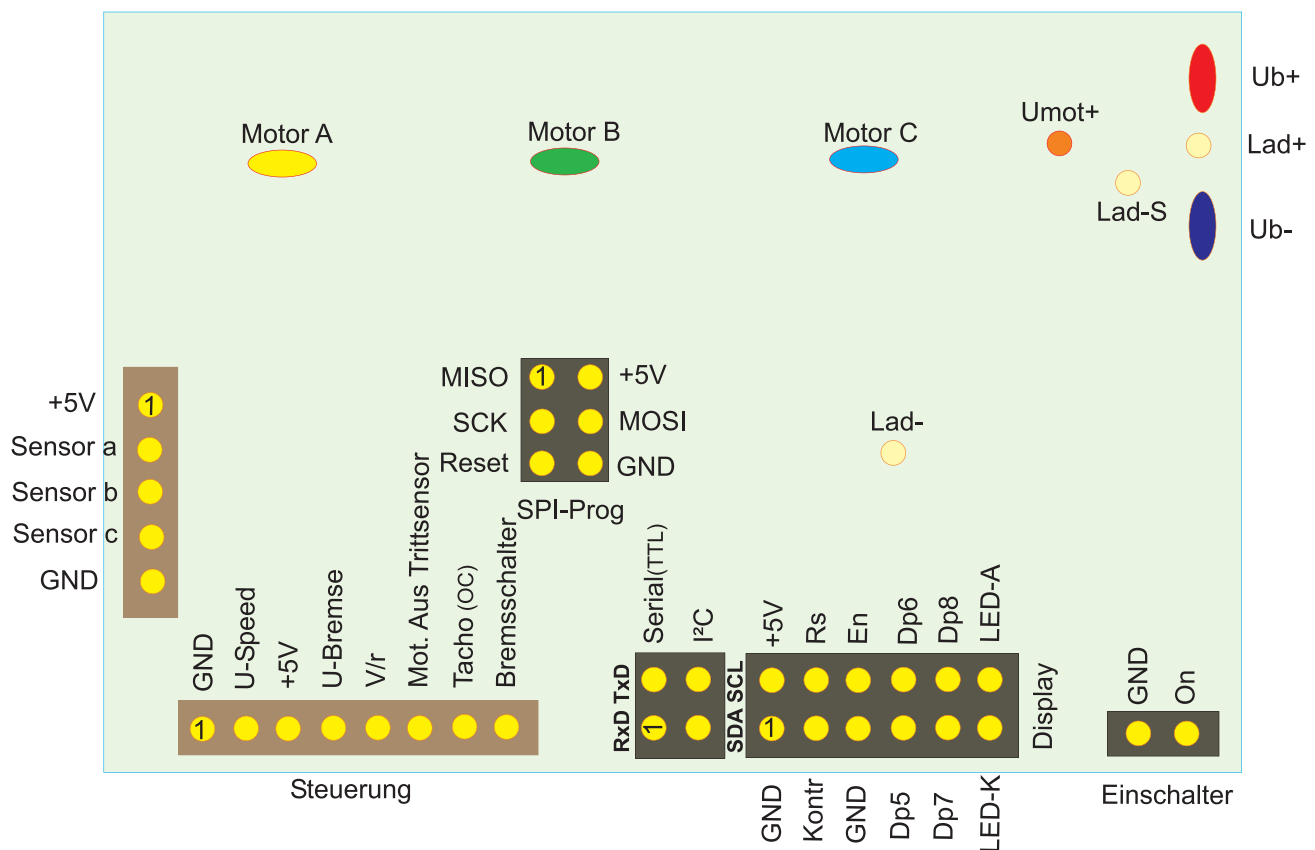 Ub+
Motor A
Motor B
Motor C
Umot+
Lad+
Lad-S
Ub-
MISO
1
+5V
SCK
MOSI
Reset
GND
SPI-Prog
Lad-
+5V
1
Sensor a
Sensor b
Sensor c
GND
GND
U-Speed
+5V
U-Bremse
V/r
Mot. Aus Trittsensor
Tacho (OC)
Bremsschalter
1
Steuerung
Serial(TTL)
I²C
RxD TxD
1
SDA SCL
+5V
Rs
En
Dp6
Dp8
LED-A
1
Display
GND
Kontr
GND
Dp5
Dp7
LED-K
GND
On
Einschalter